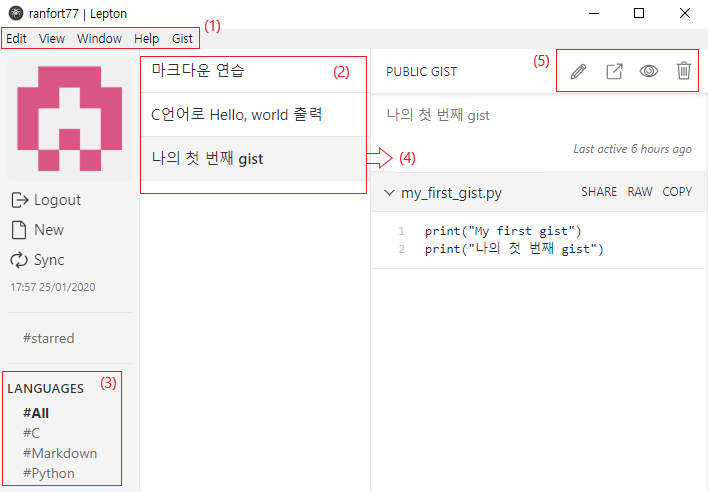 ranfort77 | Lepton
(1)
Edit View Window Help Gist
Logout
New
Sync
17:57 25/01/2020
#starred
LANGUAGES
(3)
#All
#C
#Markdown
#Python
마크다운 연습
(2)
C언어로 Hello, world 출력
나의 첫 번째 gist
(4)
PUBLIC GIST
(5)
나의 첫 번째 gist
Last active 6 hours ago
my_first_gist.py SHARE RAW COPY
1 print("My first gist")
2 print("나의 첫 번째 gist")